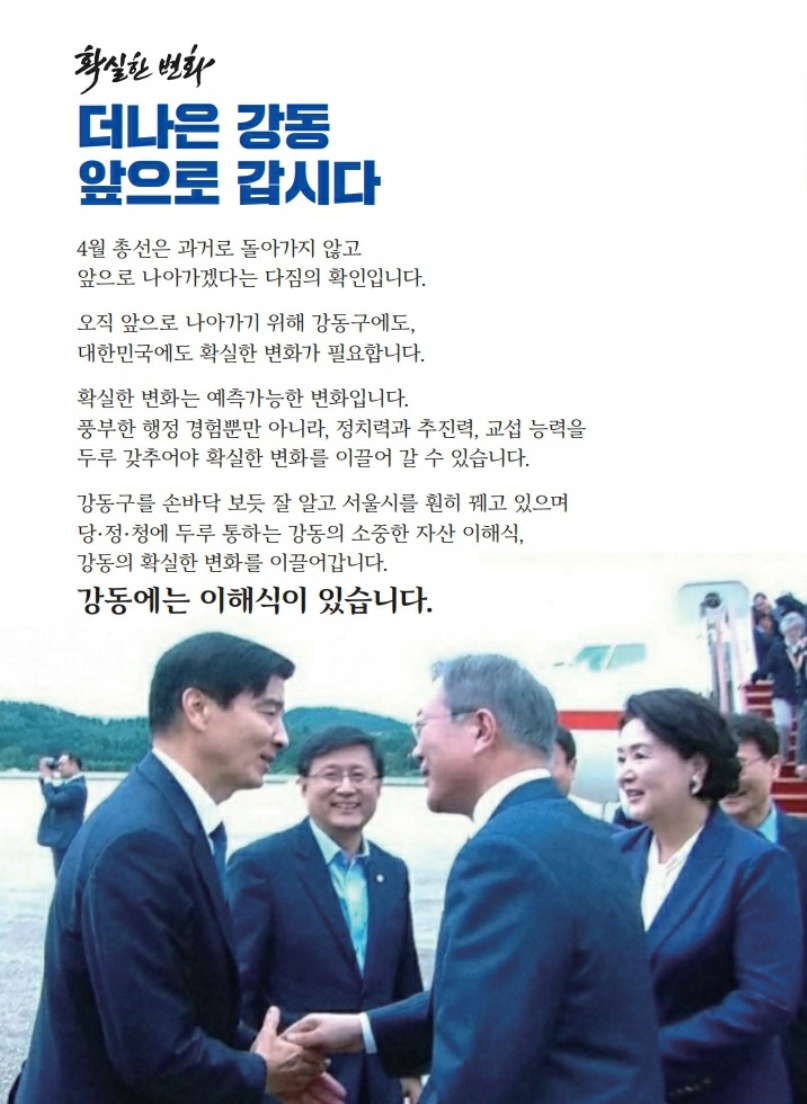 확실한 변화
더나은 강동
앞으로 갑시다
4월 총선은 과거로 돌아가지 않고
앞으로 나아가겠다는 다짐의 확인입니다.
오직 앞으로 나아가기 위해 강동구에도,
대한민국에도 확실한 변화가 필요합니다.
확실한 변화는 예측가능한 변화입니다.
풍부한 행정 경험뿐만 아니라, 정치력과 추진력, 교섭 능력을
두루 갖추어야 확실한 변화를 이끌어 갈 수 있습니다.
강동구를 손바닥 보듯 잘 알고 서울시를 훤히 꿰고 있으며
당·정·청에 두루 통하는 강동의 소중한 자산 이해식,
강동의 확실한 변화를 이끌어갑니다.
강동에는 이해식이 있습니다.